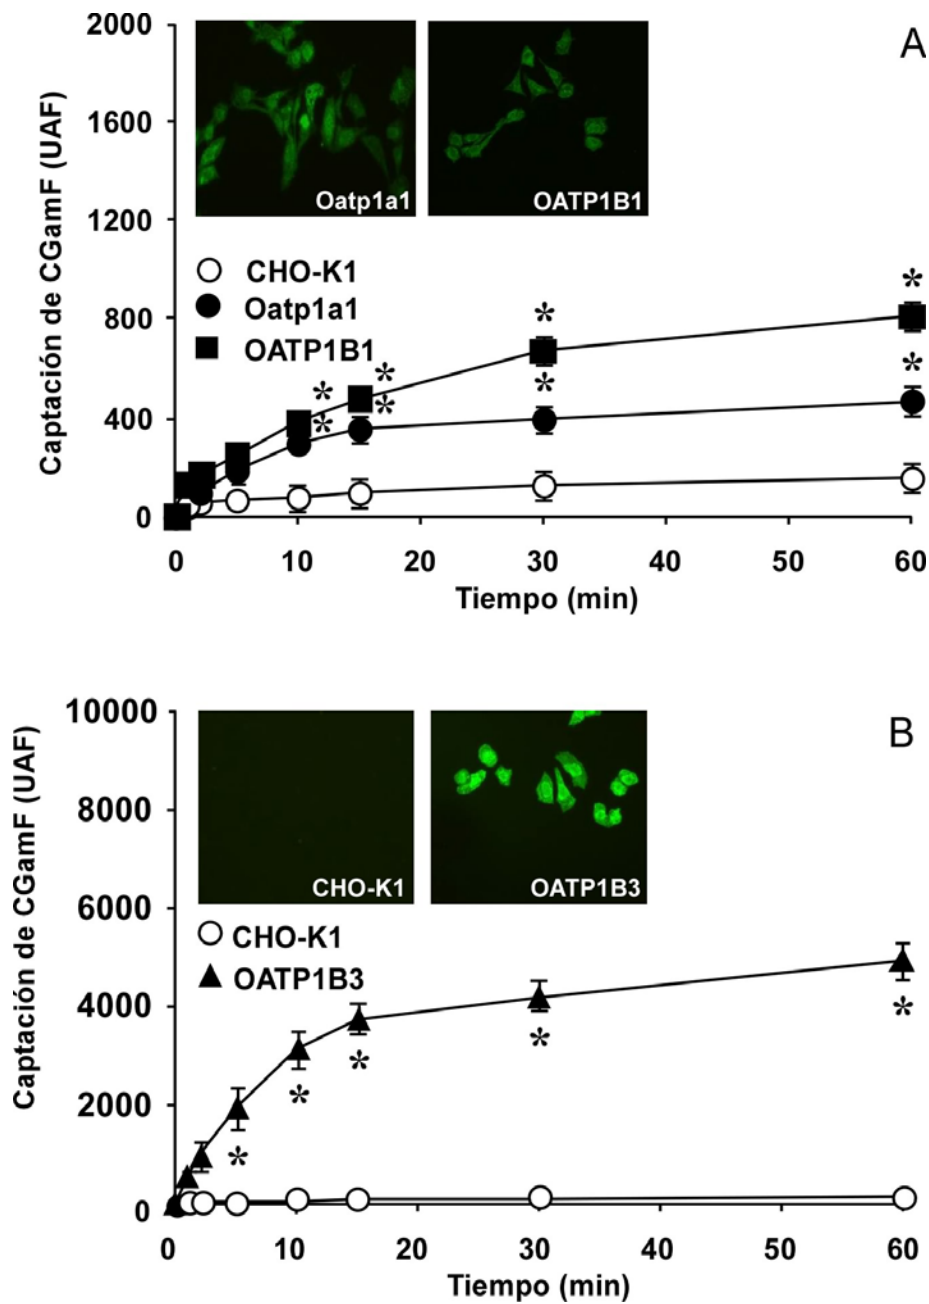 A
Captación de CGamF (UAF)
2000
1600
1200
800
400
0
Oatp1a1
OATP1B1
CHO-K1
Oatp1a1
OATP1B1
* * * * * * * *
0 10 20 30 40 50 60
Tiempo (min)
B
Captación de CGamF (UAF)
10000
8000
6000
4000
2000
0
CHO-K1
OATP1B3
CHO-K1
OATP1B3
* * * * *
0 10 20 30 40 50 60
Tiempo (min)